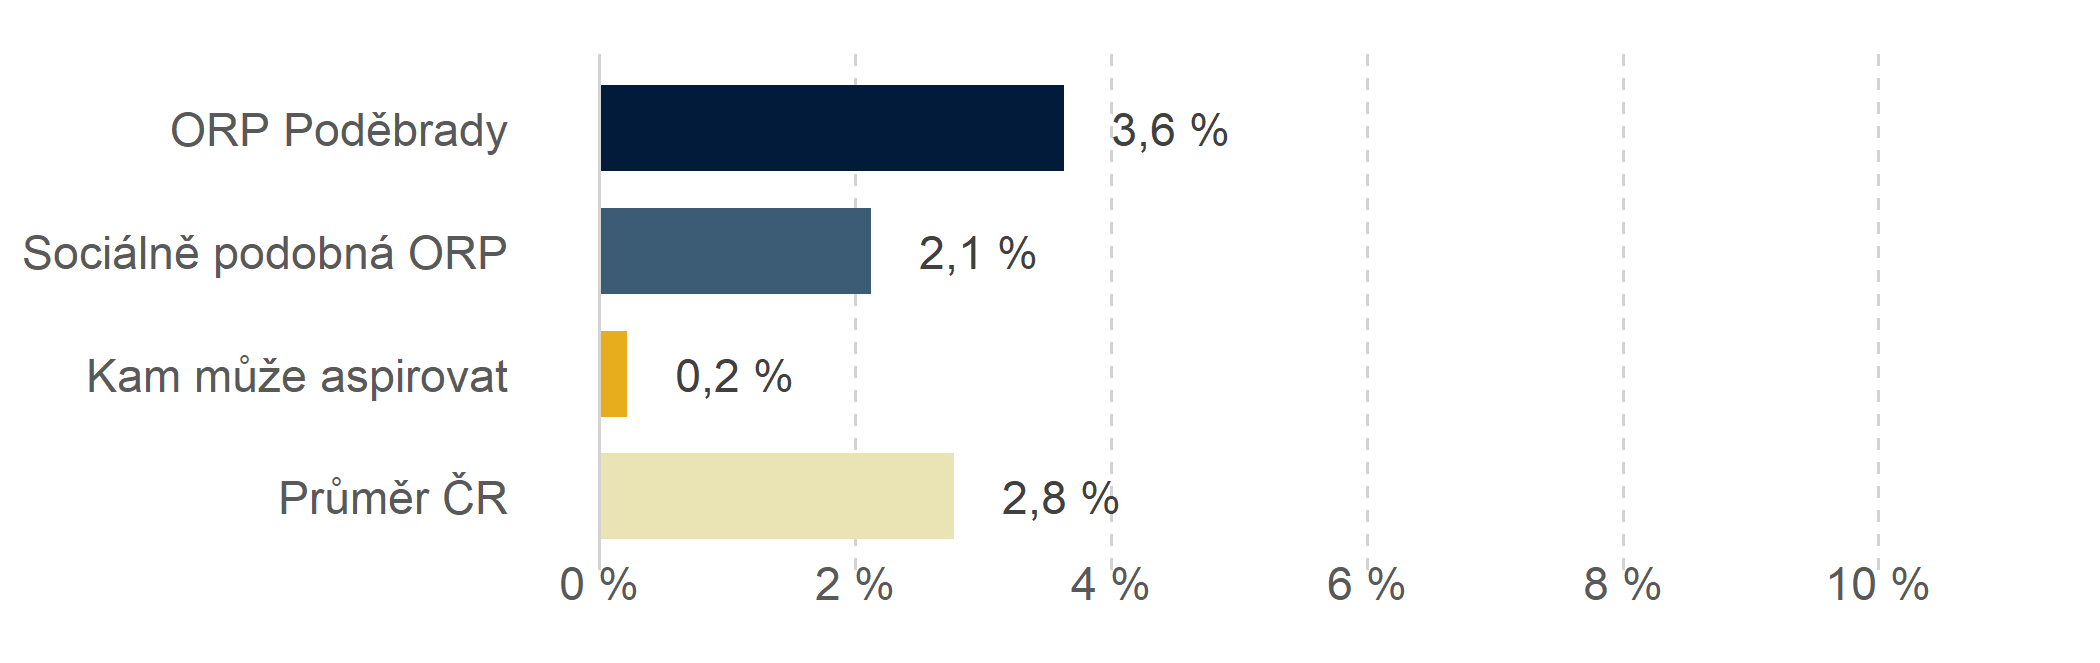 ORP Poděbrady
3,6 %
Sociálně podobná ORP
2,1 %
Kam může aspirovat
0,2 %
Průměr ČR
2,8 %
0 %
2 %
4 %
6 %
8 %
10 %